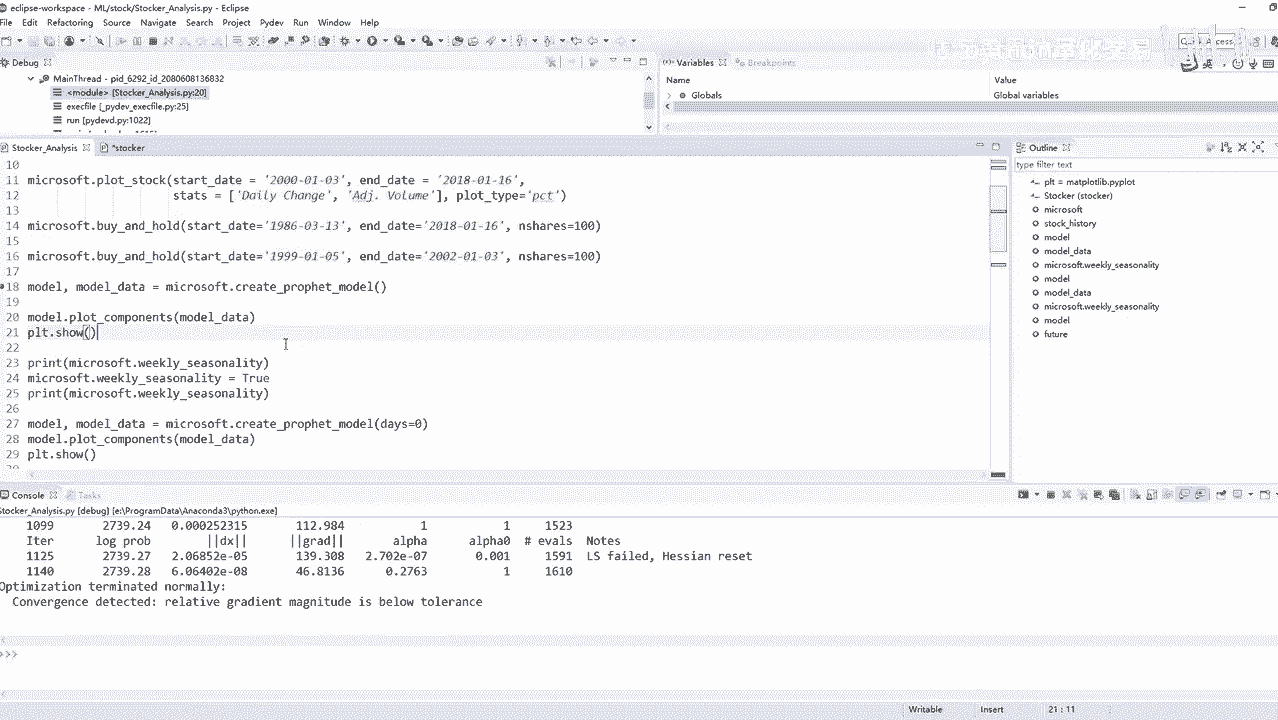 eclipse-workspace - ML/stock/Stocker_Analysis.py - Eclipse
File Edit Refactoring Source Navigate Search Project Pydev Run Window Help
Debug
MainThread - pid_6292_id_2080608136832
<module> [Stocker_Analysis.py:20]
execfile [_pydev_execfile.py:25]
run [pydevd.py:1022]
Variables Breakpoints
Name Value
Globals Global variables
Stocker_Analysis *stocker
10
11 microsoft.plot_stock(start_date = '2000-01-03', end_date = '2018-01-16',
12 stats = ['Daily Change', 'Adj. Volume'], plot_type='pct')
13
14 microsoft.buy_and_hold(start_date='1986-03-13', end_date='2018-01-16', nshares=100)
15
16 microsoft.buy_and_hold(start_date='1999-01-05', end_date='2002-01-03', nshares=100)
17
18 model, model_data = microsoft.create_prophet_model()
19
20 model.plot_components(model_data)
21 plt.show()
22
23 print(microsoft.weekly_seasonality)
24 microsoft.weekly_seasonality = True
25 print(microsoft.weekly_seasonality)
26
27 model, model_data = microsoft.create_prophet_model(days=0)
28 model.plot_components(model_data)
29 plt.show()
Outline
type filter text
plt = matplotlib.pyplot
Stocker (stocker)
microsoft
stock_history
model
model_data
microsoft.weekly_seasonality
model
model_data
microsoft.weekly_seasonality
model
future
Console Tasks
Stocker_Analysis.py [debug] [e:\ProgramData\Anaconda3\python.exe]
1099 2739.24 0.000252315 112.984 1 1 1523
Iter log prob ||dx|| ||grad|| alpha alpha0 # evals Notes
1125 2739.27 2.06852e-05 139.308 2.702e-07 0.001 1591 LS failed, Hessian reset
1140 2739.28 6.06402e-08 46.8136 0.2763 1 1610
Optimization terminated normally:
Convergence detected: relative gradient magnitude is below tolerance
>>>
Writable Insert 21 : 11